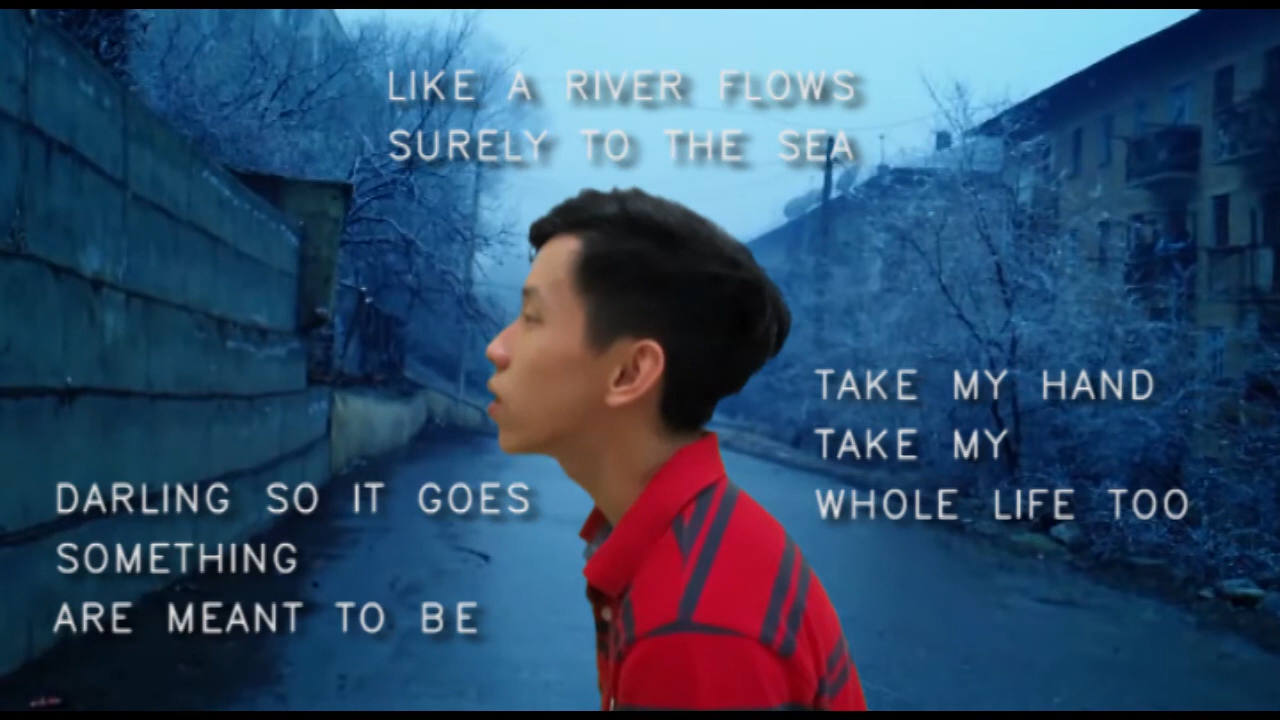 LIKE A RIVER FLOWS
SURELY TO THE SEA
DARLING SO IT GOES
SOMETHING
ARE MEANT TO BE
TAKE MY HAND
TAKE MY
WHOLE LIFE TOO